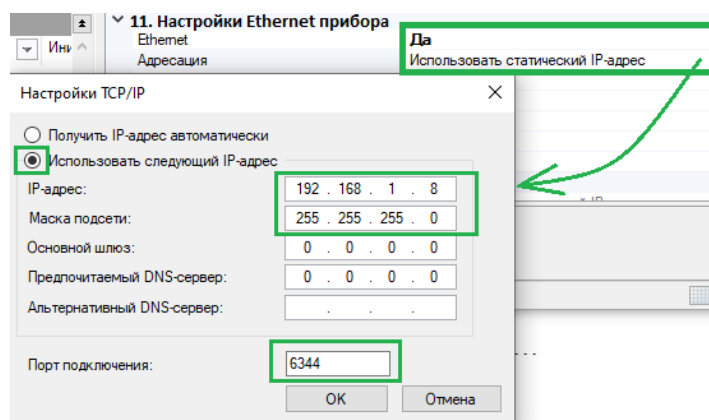 11. Настройки Ethernet прибора
Ини
Ethernet
Да
Адресация
Использовать статический IP-адрес
Настройки TCP/IP
Получить IP-адрес автоматически
Использовать следующий IP-адрес
IP-адрес:
192 . 168 . 1 . 8
Маска подсети:
255 . 255 . 255 . 0
Основной шлюз:
0 . 0 . 0 . 0
Предпочитаемый DNS-сервер:
0 . 0 . 0 . 0
Альтернативный DNS-сервер:
. . .
Порт подключения:
6344
OK
Отмена